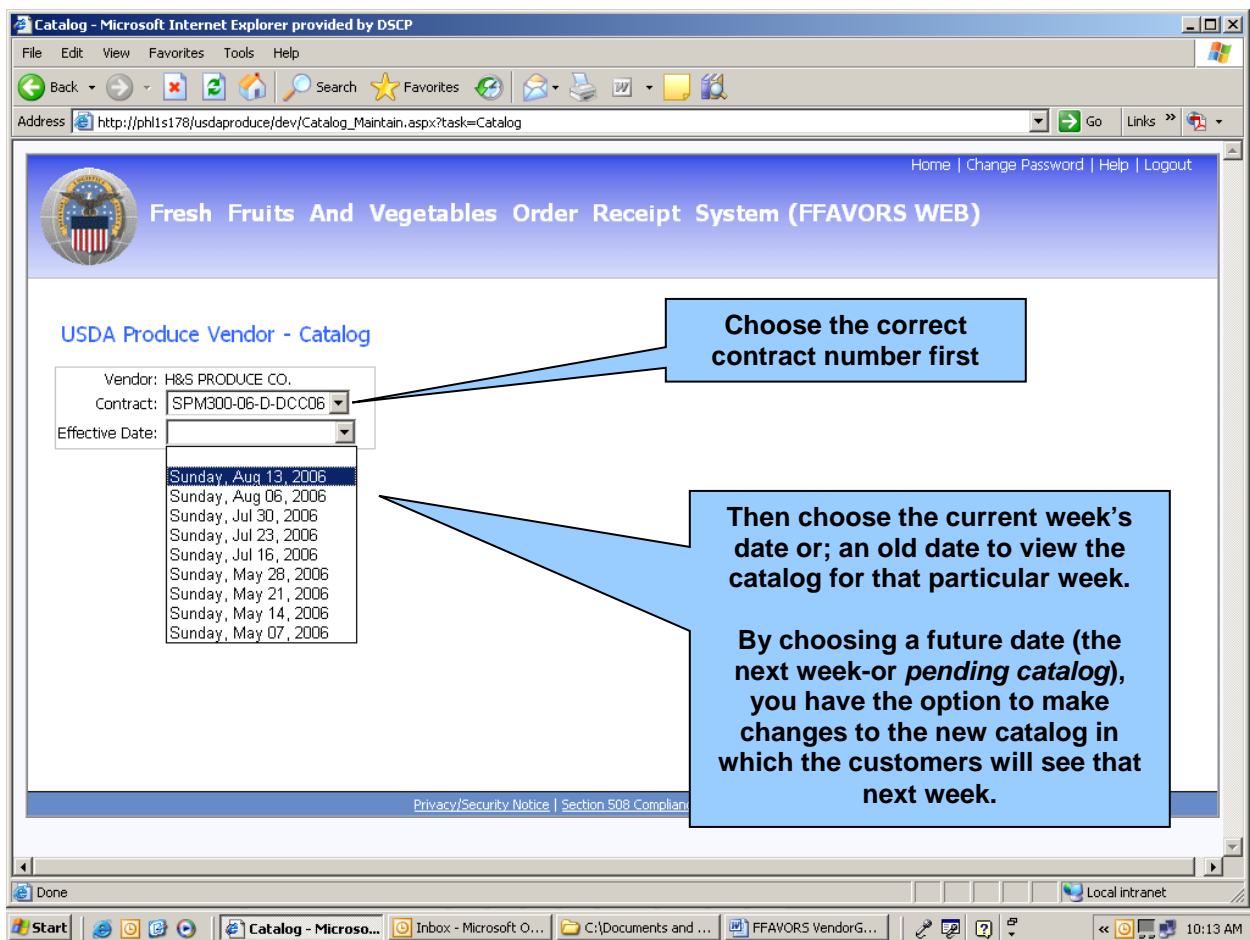 Catalog - Microsoft Internet Explorer provided by DSCP
File Edit View Favorites Tools Help
Back Search Favorites
Address http://phl1s178/usdaproduce/dev/Catalog_Maintain.aspx?task=Catalog Go Links »
Home | Change Password | Help | Logout
Fresh Fruits And Vegetables Order Receipt System (FFAVORS WEB)
USDA Produce Vendor - Catalog
Vendor: H&S PRODUCE CO.
Contract: SPM300-06-D-DCC06
Effective Date:
Sunday, Aug 13, 2006
Sunday, Aug 06, 2006
Sunday, Jul 30, 2006
Sunday, Jul 23, 2006
Sunday, Jul 16, 2006
Sunday, May 28, 2006
Sunday, May 21, 2006
Sunday, May 14, 2006
Sunday, May 07, 2006
Choose the correct
contract number first
Then choose the current week’s
date or; an old date to view the
catalog for that particular week.
By choosing a future date (the
next week-or pending catalog),
you have the option to make
changes to the new catalog in
which the customers will see that
next week.
Privacy/Security Notice | Section 508 Complianc
Done Local intranet
Start Catalog - Microso... Inbox - Microsoft O... C:\Documents and ... FFAVORS VendorG... « 10:13 AM